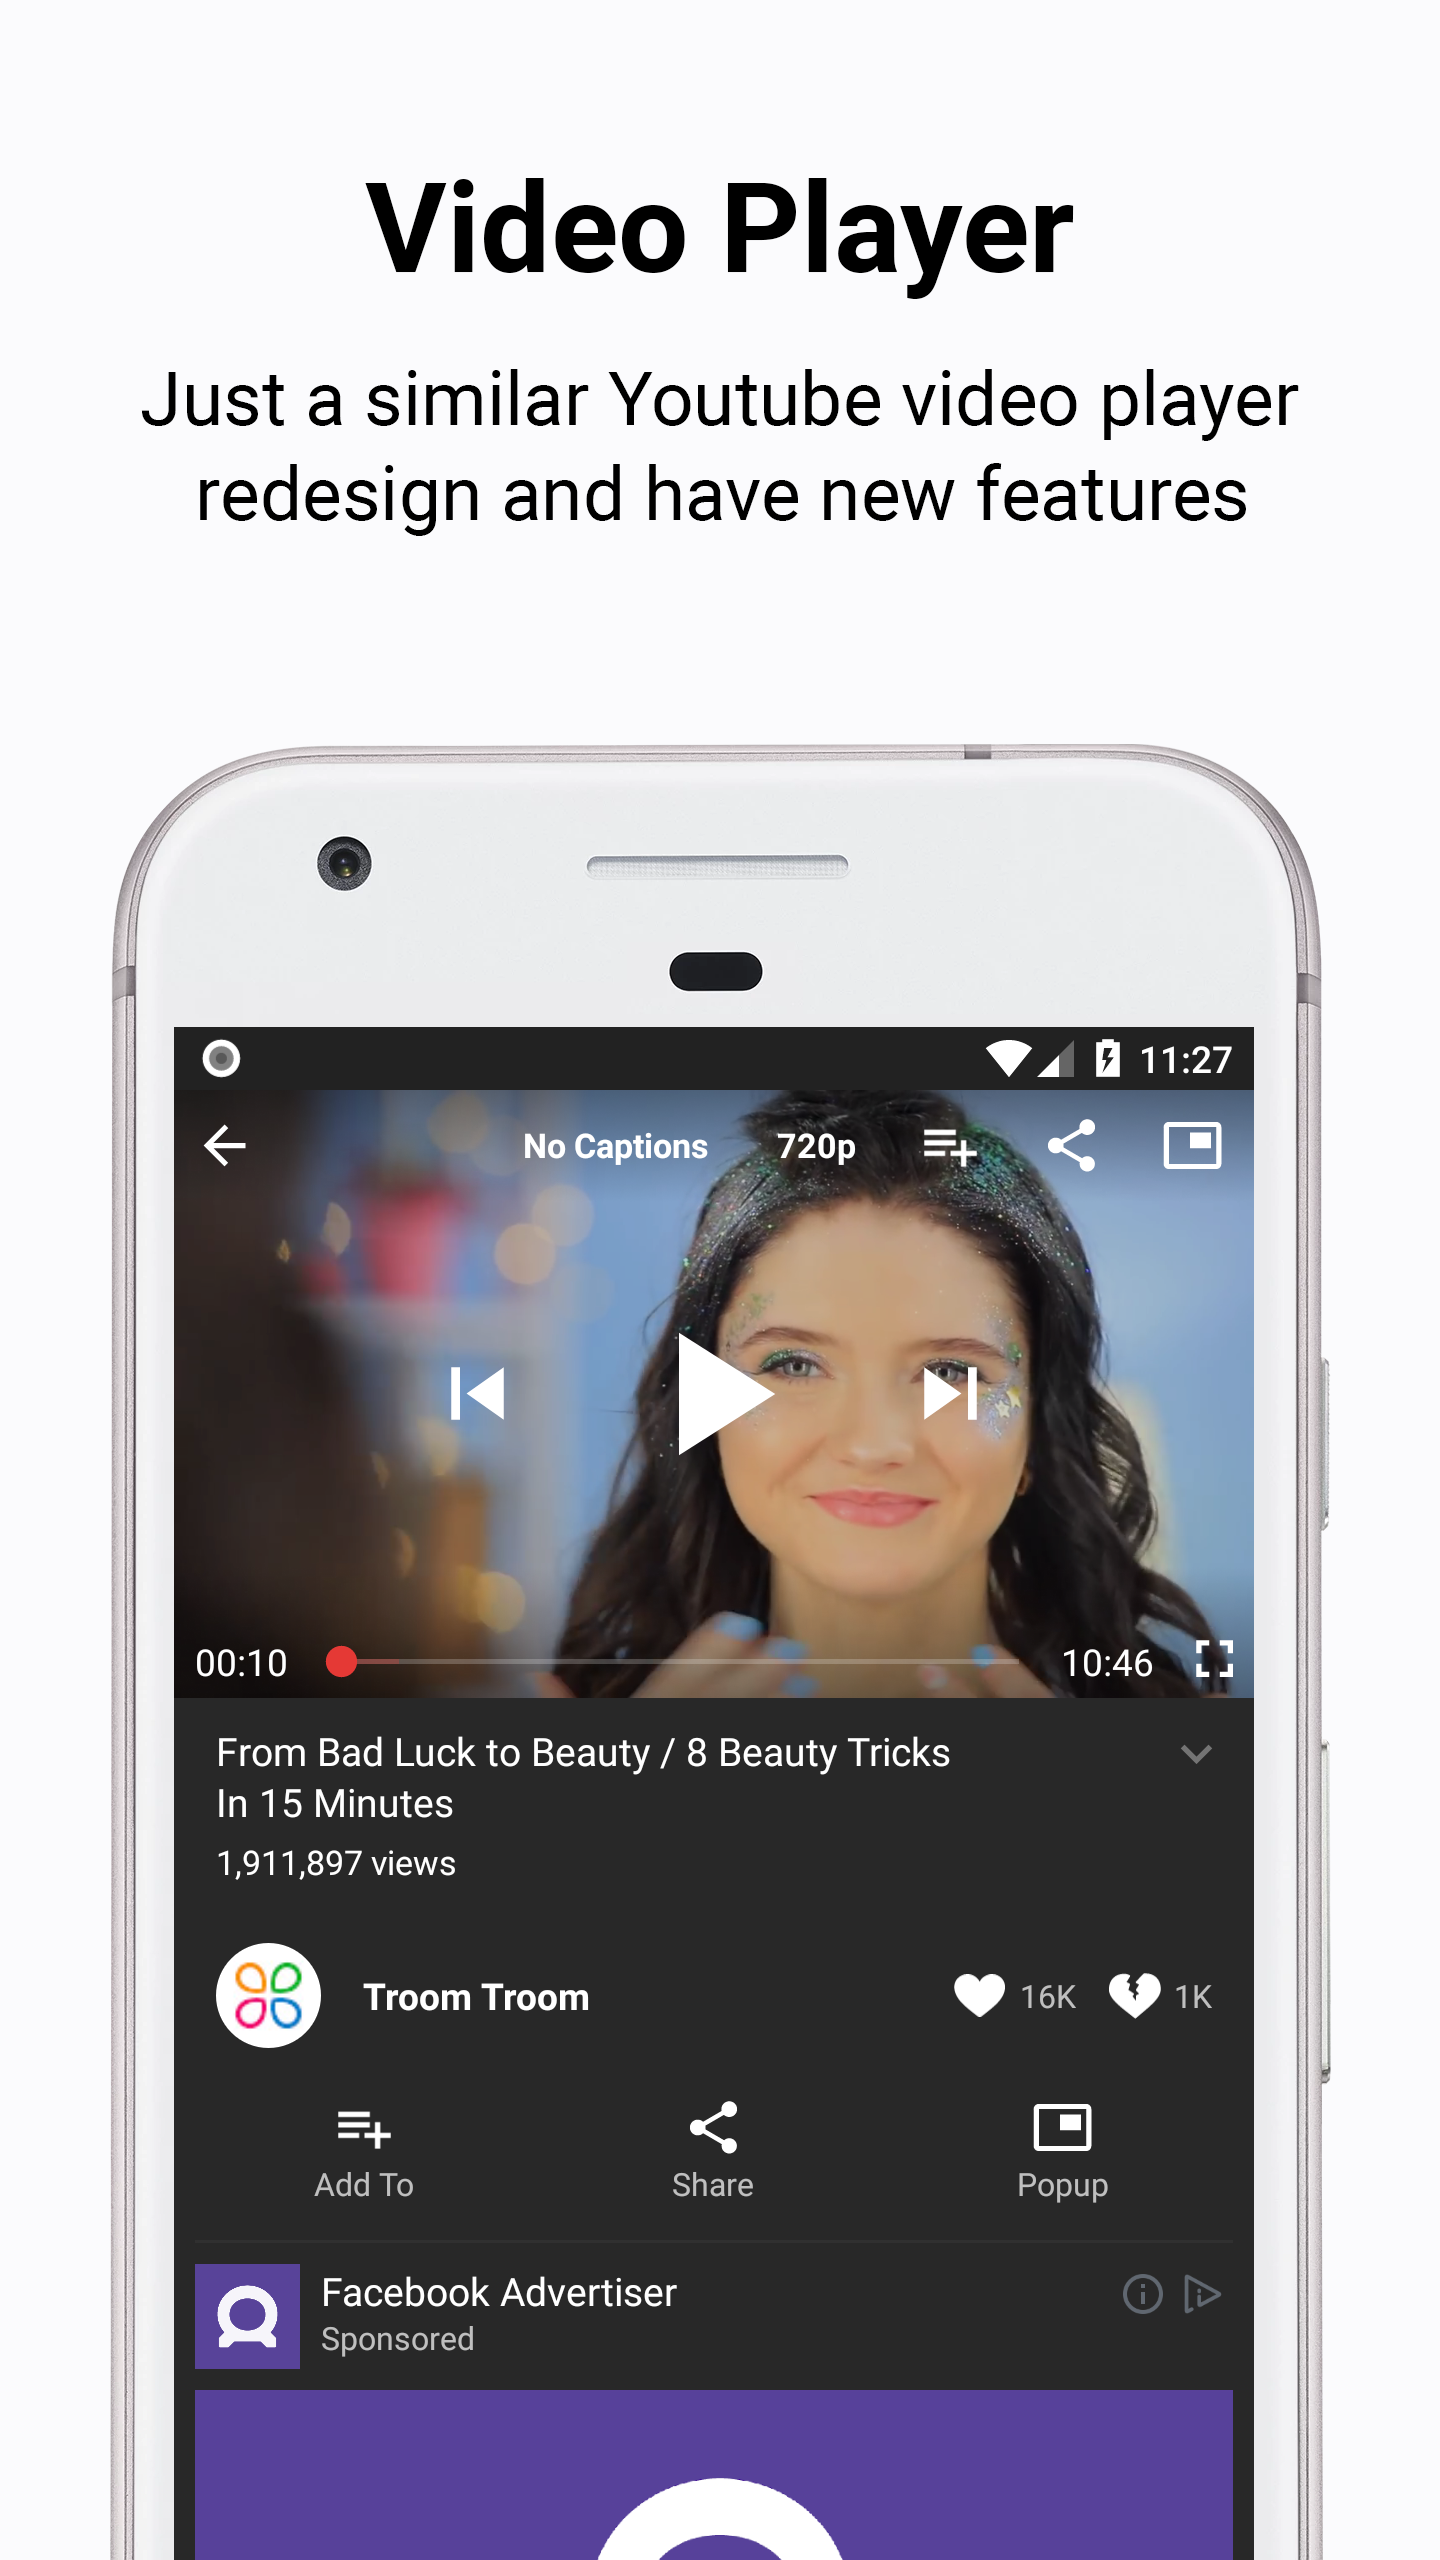 Video Player
Just a similar Youtube video player
redesign and have new features
11:27
No Captions 720p
00:10 10:46
From Bad Luck to Beauty / 8 Beauty Tricks
In 15 Minutes
1,911,897 views
Troom Troom 16K 1K
Add To Share Popup
Facebook Advertiser
Sponsored